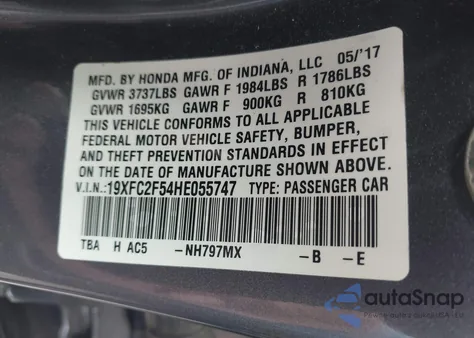 MFD. BY HONDA MFG. OF INDIANA, LLC 05/'17
GVWR 3737LBS GAWR F 1984LBS R 1786LBS
GVWR 1695KG GAWR F 900KG R 810KG
THIS VEHICLE CONFORMS TO ALL APPLICABLE
FEDERAL MOTOR VEHICLE SAFETY, BUMPER,
AND THEFT PREVENTION STANDARDS IN EFFECT
ON THE DATE OF MANUFACTURE SHOWN ABOVE.
V.I.N.:19XFC2F54HE055747 TYPE: PASSENGER CAR
TBA H AC5 -NH797MX -B -E
autoSnap